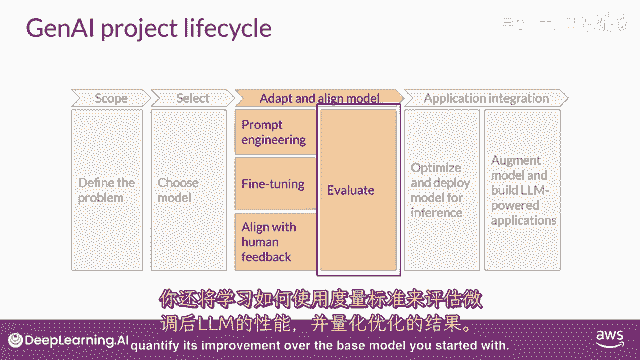 GenAI project lifecycle
Scope
Select
Adapt and align model
Application integration
Define the
problem
Choose
model
Prompt
engineering
Fine-tuning
Align with
human
feedback
Evaluate
Optimize
and deploy
model for
inference
Augment
model and
build LLM-
powered
applications
你还将学习如何使用度量标准来评估微
调后LLM的性能，并量化优化的结果。
quantify its improvement over the base model you started with.
DeepLearning.AI
aws